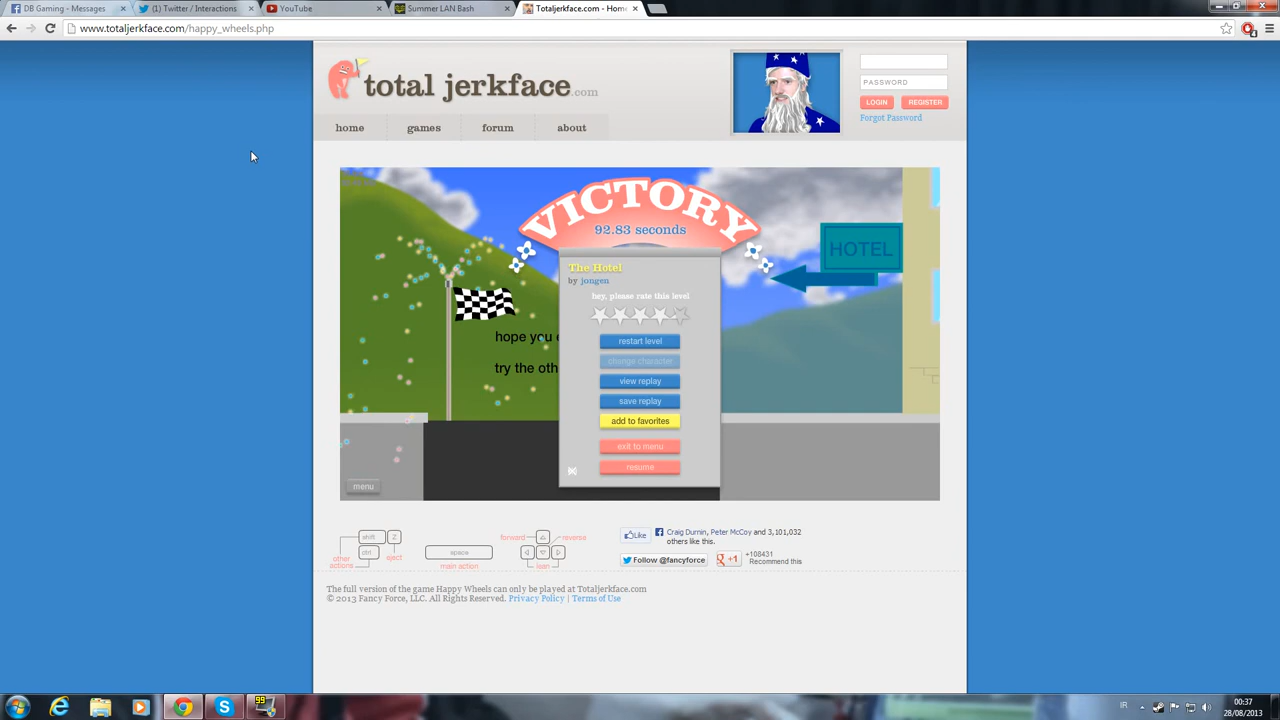 DB Gaming - Messages
(1) Twitter / Interactions
YouTube
Summer LAN Bash
Totaljerkface.com - Home
www.totaljerkface.com/happy_wheels.php
total jerkface.com
PASSWORD
LOGIN
REGISTER
Forgot Password
home
games
forum
about
VICTORY
92.83 seconds
HOTEL
The Hotel
by jongen
hey, please rate this level
hope you
try the oth
restart level
change character
view replay
save replay
add to favorites
exit to menu
resume
menu
shift
Z
ctrl
other actions
eject
space
main action
forward
reverse
lean
Like
Craig Durnin, Peter McCoy and 3,101,032
others like this.
Follow @fancyforce
+1
+108431
Recommend this
The full version of the game Happy Wheels can only be played at Totaljerkface.com
© 2013 Fancy Force, LLC. All Rights Reserved. Privacy Policy | Terms of Use
99
IR
00:37
28/08/2013